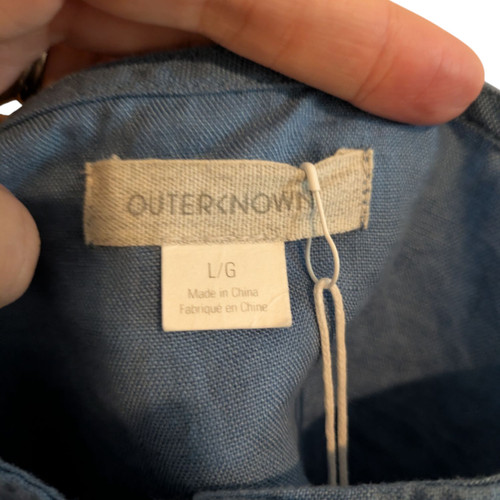 OUTERKNOWN
L/G
Made in China
Fabriqué en Chine